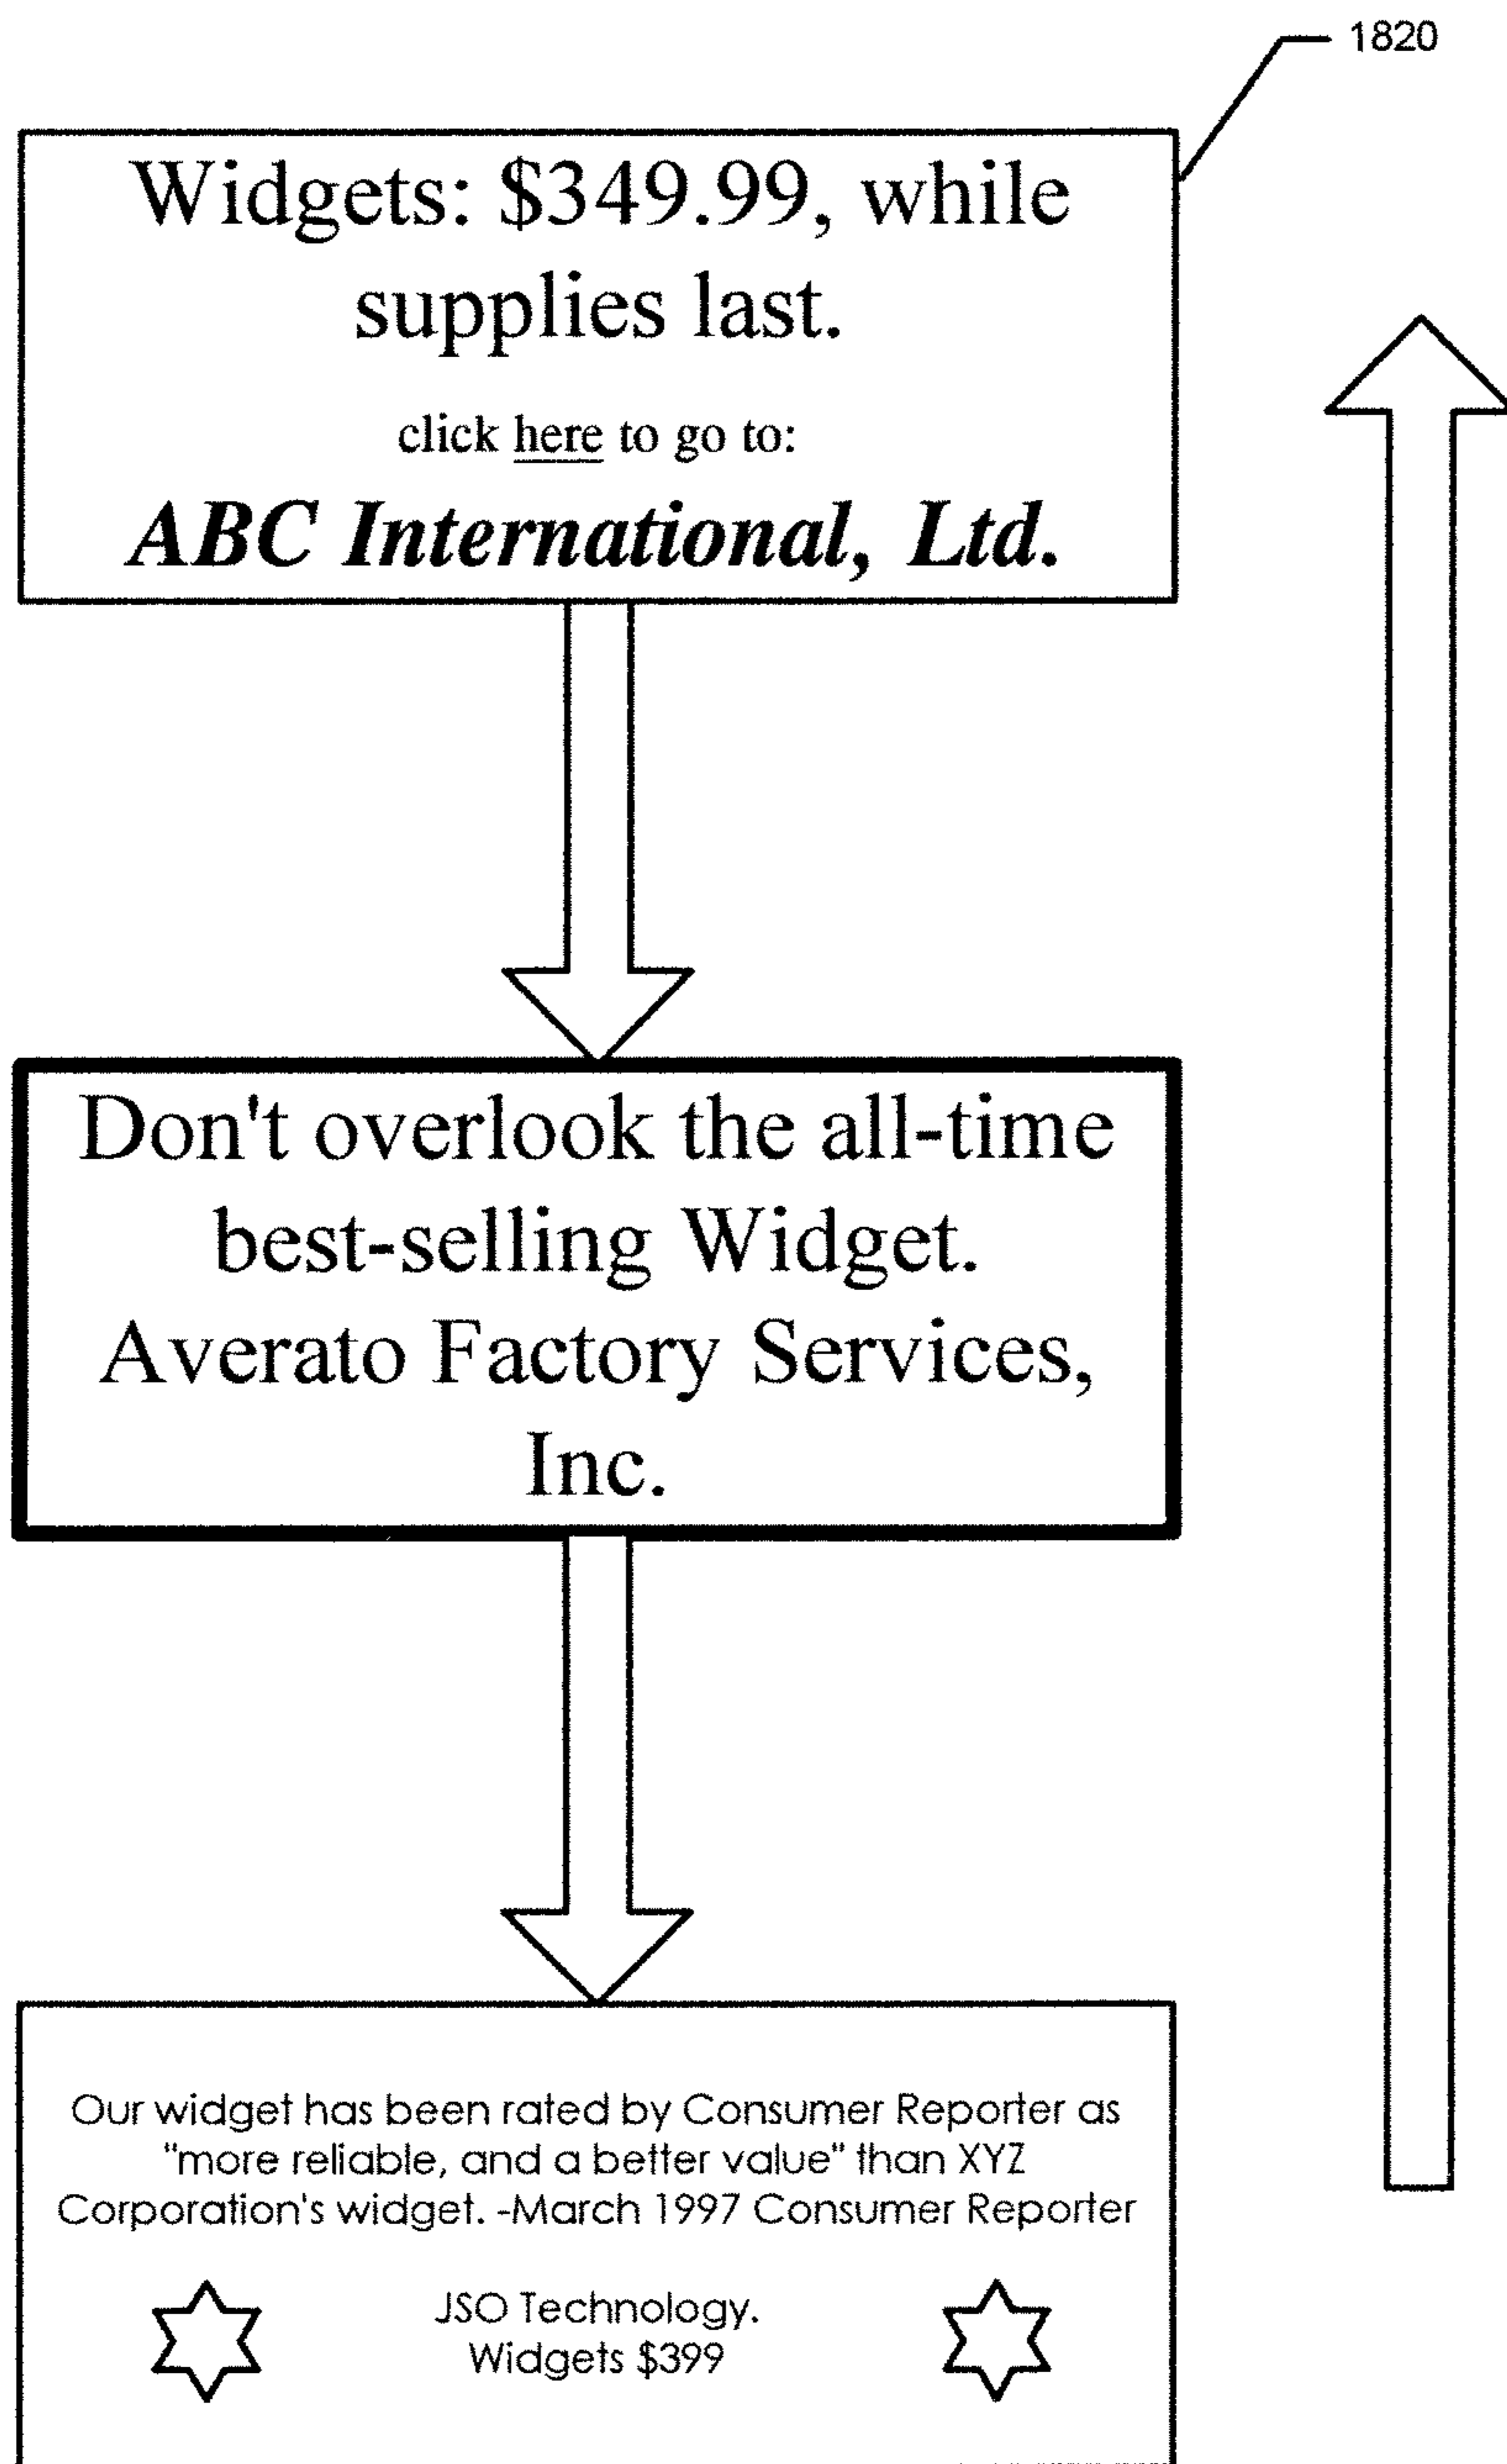 1820
Widgets: $349.99, while
supplies last.
click here to go to:
ABC International, Ltd.
Don't overlook the all-time
best-selling Widget.
Averato Factory Services,
Inc.
Our widget has been rated by Consumer Reporter as
"more reliable, and a better value" than XYZ
Corporation's widget. -March 1997 Consumer Reporter
JSO Technology.
Widgets $399